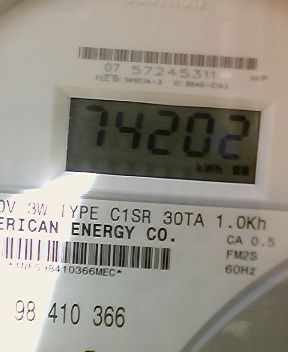 07 57245311
74202
kWh
0V 3W TYPE C1SR 30TA 1.0Kh
ERICAN ENERGY CO.
CA 0.5
FM2S
60Hz
98 410 366